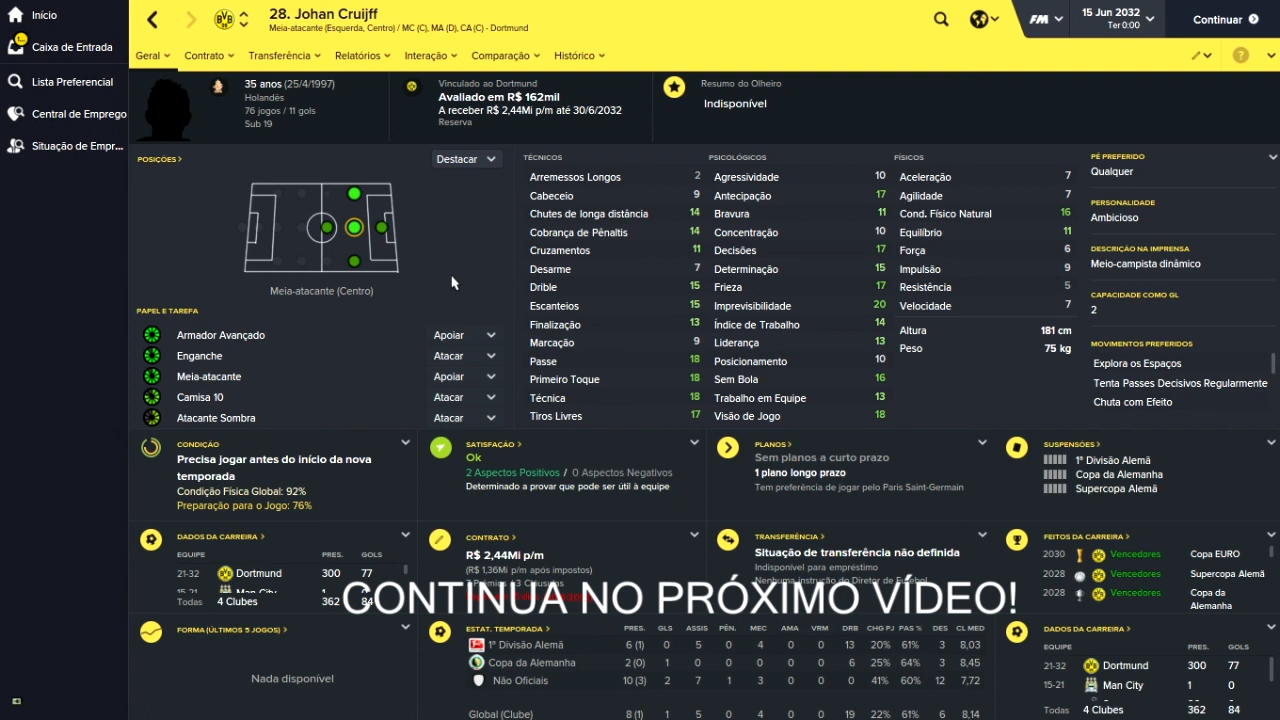 Início
Caixa de Entrada
Lista Preferencial
Central de Emprego
Situação de Empr...
BVB 09
28. Johan Cruijff
Meia-atacante (Esquerda, Centro) / MC (C), MA (D), CA (C) - Dortmund
FM
15 Jun 2032
Ter 0:00
Continuar
Geral
Contrato
Transferência
Relatórios
Interação
Comparação
Histórico
35 anos (25/4/1997)
Holandês
76 jogos / 11 gols
Sub 19
Vinculado ao Dortmund
Avaliado em R$ 162mil
A receber R$ 2,44Mi p/m até 30/6/2032
Reserva
Resumo do Olheiro
Indisponível
POSIÇÕES
Destacar
Meia-atacante (Centro)
PAPEL E TAREFA
Armador Avançado Apoiar
Enganche Atacar
Meia-atacante Apoiar
Camisa 10 Atacar
Atacante Sombra Atacar
TÉCNICOS
Arremessos Longos 2
Cabeceio 9
Chutes de longa distância 14
Cobrança de Pênaltis 14
Cruzamentos 11
Desarme 7
Drible 15
Escanteios 15
Finalização 13
Marcação 9
Passe 18
Primeiro Toque 18
Técnica 18
Tiros Livres 17
PSICOLÓGICOS
Agressividade 10
Antecipação 17
Bravura 11
Concentração 10
Decisões 17
Determinação 15
Frieza 17
Imprevisibilidade 20
Índice de Trabalho 14
Liderança 13
Posicionamento 10
Sem Bola 16
Trabalho em Equipe 13
Visão de Jogo 18
FÍSICOS
Aceleração 7
Agilidade 7
Cond. Físico Natural 16
Equilíbrio 11
Força 6
Impulsão 9
Resistência 5
Velocidade 7
Altura 181 cm
Peso 75 kg
PÉ PREFERIDO
Qualquer
PERSONALIDADE
Ambicioso
DESCRIÇÃO NA IMPRENSA
Meio-campista dinâmico
CAPACIDADE COMO GL
2
MOVIMENTOS PREFERIDOS
Explora os Espaços
Tenta Passes Decisivos Regularmente
Chuta com Efeito
CONDIÇÃO
Precisa jogar antes do início da nova
temporada
Condição Física Global: 92%
Preparação para o Jogo: 76%
SATISFAÇÃO
Ok
2 Aspectos Positivos / 0 Aspectos Negativos
Determinado a provar que pode ser útil à equipe
PLANOS
Sem planos a curto prazo
1 plano longo prazo
Tem preferência de jogar pelo Paris Saint-Germain
SUSPENSÕES
1ª Divisão Alemã
Copa da Alemanha
Supercopa Alemã
DADOS DA CARREIRA
EQUIPE PRES. GOLS
21-32 Dortmund 300 77
15-21 Man City 1
Todas 4 Clubes 362 84
CONTRATO
R$ 2,44Mi p/m
(R$ 1,36Mi p/m após impostos)
7 Prêmios / 3 Cláusulas
TRANSFERÊNCIA
Situação de transferência não definida
Indisponível para empréstimo
Nenhuma instrução do Diretor de Futebol
FEITOS DA CARREIRA
2030 Vencedores Copa EURO
2028 Vencedores Supercopa Alemã
2028 Vencedores Copa da
Alemanha
CONTINUA NO PRÓXIMO VÍDEO!
FORMA (ÚLTIMOS 5 JOGOS)
Nada disponível
ESTAT. TEMPORADA PRES. GLS ASSIS PÊN. MEC AMA VRM DRB CHG PJ PAS % DES CL MED
1ª Divisão Alemã 6 (1) 0 5 0 4 0 0 13 20% 61% 3 8,03
Copa da Alemanha 2 (0) 1 0 0 0 0 0 6 25% 64% 3 8,45
Não Oficiais 10 (3) 2 7 1 3 0 0 0 41% 60% 12 7,72
Global (Clube) 8 (1) 1 5 0 4 0 0 19 22% 61% 6 8,14
DADOS DA CARREIRA
EQUIPE PRES. GOLS
21-32 Dortmund 300 77
15-21 Man City 1 0
Todas 4 Clubes 362 84